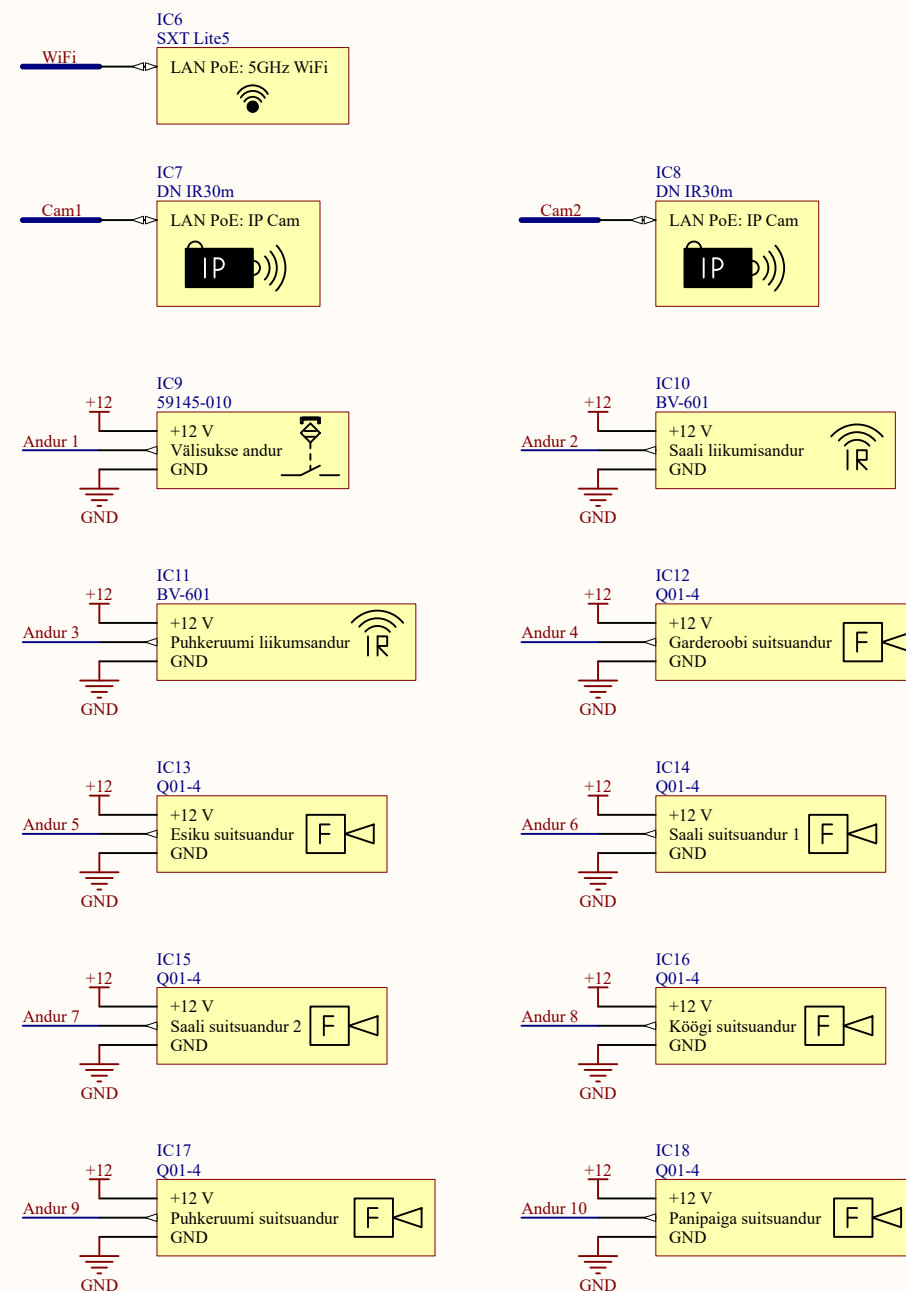 IC6
SXT Lite5
WiFi
LAN PoE: 5GHz WiFi
IC7
DN IR30m
Cam1
LAN PoE: IP Cam
IP
IC8
DN IR30m
Cam2
LAN PoE: IP Cam
IP
IC9
59145-010
+12
+12 V
Andur 1
Välisukse andur
GND
GND
IC10
BV-601
+12
+12 V
Andur 2
Saali liikumisandur
GND
IR
GND
IC11
BV-601
+12
+12 V
Andur 3
Puhkeruumi liikumsandur
GND
IR
GND
IC12
Q01-4
+12
+12 V
Andur 4
Garderoobi suitsuandur
GND
F
GND
IC13
Q01-4
+12
+12 V
Andur 5
Esiku suitsuandur
GND
F
GND
IC14
Q01-4
+12
+12 V
Andur 6
Saali suitsuandur 1
GND
F
GND
IC15
Q01-4
+12
+12 V
Andur 7
Saali suitsuandur 2
GND
F
GND
IC16
Q01-4
+12
+12 V
Andur 8
Köögi suitsuandur
GND
F
GND
IC17
Q01-4
+12
+12 V
Andur 9
Puhkeruumi suitsuandur
GND
F
GND
IC18
Q01-4
+12
+12 V
Andur 10
Panipaiga suitsuandur
GND
F
GND